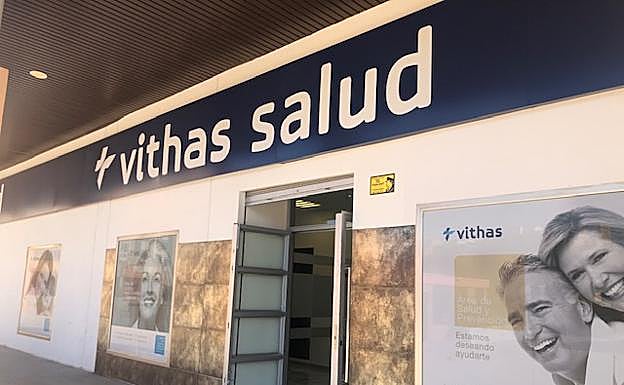 vithas salud
vithas
Área de
Salud y
Prevención
Estamos
deseando
ayudarte